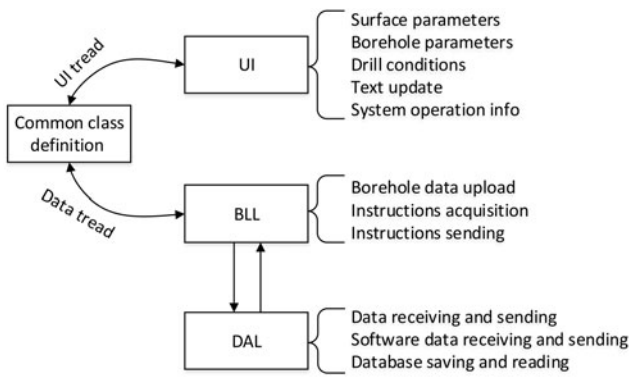 UI tread
UI
Surface parameters
Borehole parameters
Drill conditions
Text update
System operation info
Common class
definition
Data tread
BLL
Borehole data upload
Instructions acquisition
Instructions sending
DAL
Data receiving and sending
Software data receiving and sending
Database saving and reading